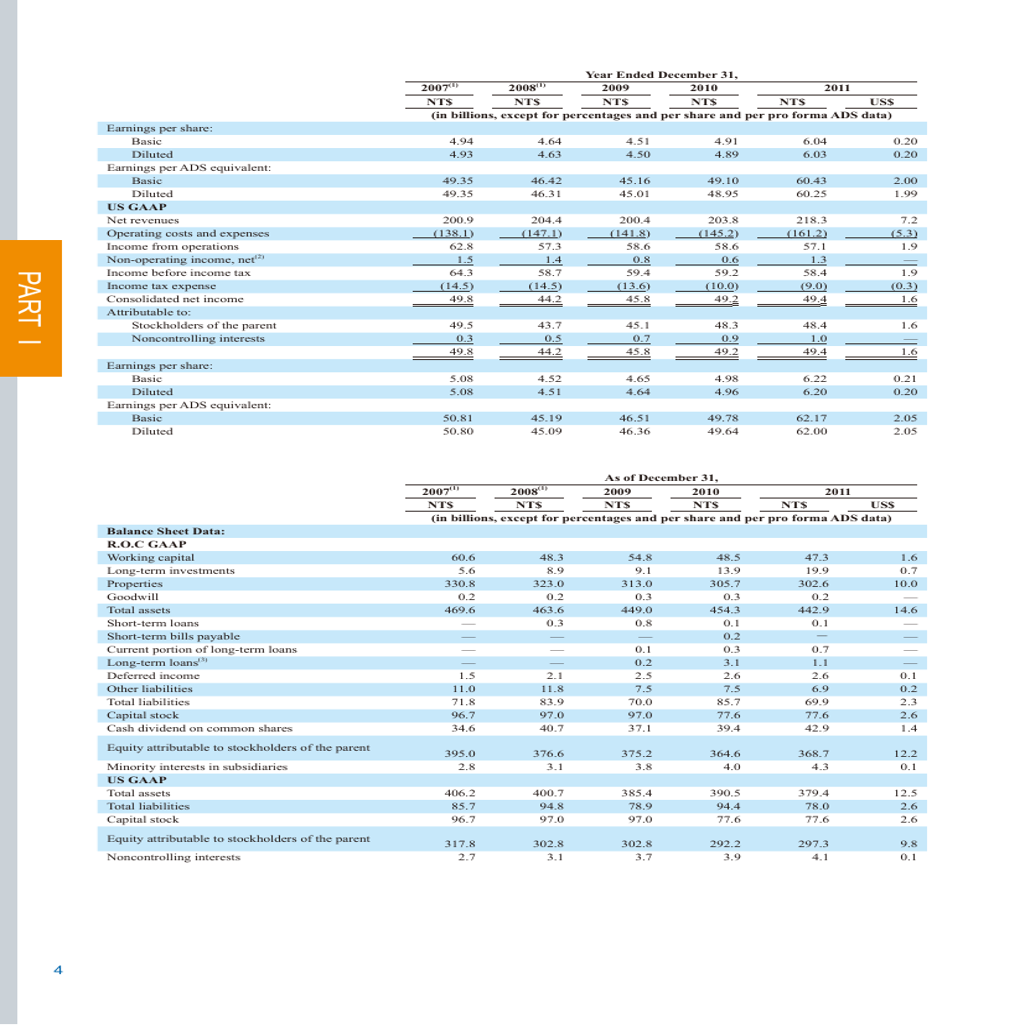 Year Ended December 31,
2007(1) 2008(1) 2009 2010 2011
NT$ NT$ NT$ NT$ NT$ US$
(in billions, except for percentages and per share and per pro forma ADS data)
Earnings per share:
Basic 4.94 4.64 4.51 4.91 6.04 0.20
Diluted 4.93 4.63 4.50 4.89 6.03 0.20
Earnings per ADS equivalent:
Basic 49.35 46.42 45.16 49.10 60.43 2.00
Diluted 49.35 46.31 45.01 48.95 60.25 1.99
US GAAP
Net revenues 200.9 204.4 200.4 203.8 218.3 7.2
Operating costs and expenses (138.1) (147.1) (141.8) (145.2) (161.2) (5.3)
Income from operations 62.8 57.3 58.6 58.6 57.1 1.9
Non-operating income, net(2) 1.5 1.4 0.8 0.6 1.3 —
Income before income tax 64.3 58.7 59.4 59.2 58.4 1.9
Income tax expense (14.5) (14.5) (13.6) (10.0) (9.0) (0.3)
Consolidated net income 49.8 44.2 45.8 49.2 49.4 1.6
Attributable to:
Stockholders of the parent 49.5 43.7 45.1 48.3 48.4 1.6
Noncontrolling interests 0.3 0.5 0.7 0.9 1.0 —
49.8 44.2 45.8 49.2 49.4 1.6
Earnings per share:
Basic 5.08 4.52 4.65 4.98 6.22 0.21
Diluted 5.08 4.51 4.64 4.96 6.20 0.20
Earnings per ADS equivalent:
Basic 50.81 45.19 46.51 49.78 62.17 2.05
Diluted 50.80 45.09 46.36 49.64 62.00 2.05
PART I
As of December 31,
2007(1) 2008(1) 2009 2010 2011
NT$ NT$ NT$ NT$ NT$ US$
(in billions, except for percentages and per share and per pro forma ADS data)
Balance Sheet Data:
R.O.C GAAP
Working capital 60.6 48.3 54.8 48.5 47.3 1.6
Long-term investments 5.6 8.9 9.1 13.9 19.9 0.7
Properties 330.8 323.0 313.0 305.7 302.6 10.0
Goodwill 0.2 0.2 0.3 0.3 0.2 —
Total assets 469.6 463.6 449.0 454.3 442.9 14.6
Short-term loans — 0.3 0.8 0.1 0.1 —
Short-term bills payable — — — 0.2 — —
Current portion of long-term loans — — 0.1 0.3 0.7 —
Long-term loans(3) — — 0.2 3.1 1.1 —
Deferred income 1.5 2.1 2.5 2.6 2.6 0.1
Other liabilities 11.0 11.8 7.5 7.5 6.9 0.2
Total liabilities 71.8 83.9 70.0 85.7 69.9 2.3
Capital stock 96.7 97.0 97.0 77.6 77.6 2.6
Cash dividend on common shares 34.6 40.7 37.1 39.4 42.9 1.4
Equity attributable to stockholders of the parent 395.0 376.6 375.2 364.6 368.7 12.2
Minority interests in subsidiaries 2.8 3.1 3.8 4.0 4.3 0.1
US GAAP
Total assets 406.2 400.7 385.4 390.5 379.4 12.5
Total liabilities 85.7 94.8 78.9 94.4 78.0 2.6
Capital stock 96.7 97.0 97.0 77.6 77.6 2.6
Equity attributable to stockholders of the parent 317.8 302.8 302.8 292.2 297.3 9.8
Noncontrolling interests 2.7 3.1 3.7 3.9 4.1 0.1
4